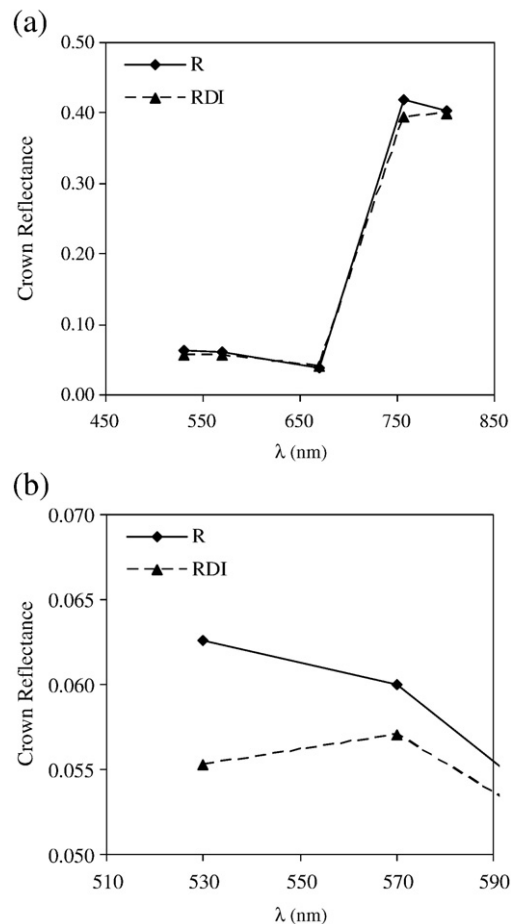 (a)
0.50
0.40
0.30
0.20
0.10
0.00
Crown Reflectance
R
RDI
450 550 650 750 850
λ (nm)
(b)
0.070
0.065
0.060
0.055
0.050
Crown Reflectance
R
RDI
510 530 550 570 590
λ (nm)